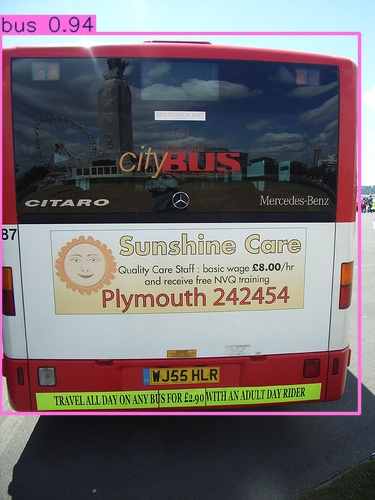 bus 0.94
EMERGENCY EXIT
cityBUS
CITARO
Mercedes-Benz
87
Sunshine Care
Quality Care Staff ; basic wage £8.00/hr
and receive free NVQ training
Plymouth 242454
WJ55 HLR
TRAVEL ALL DAY ON ANY BUS FOR £2.90 WITH AN ADULT DAY RIDER